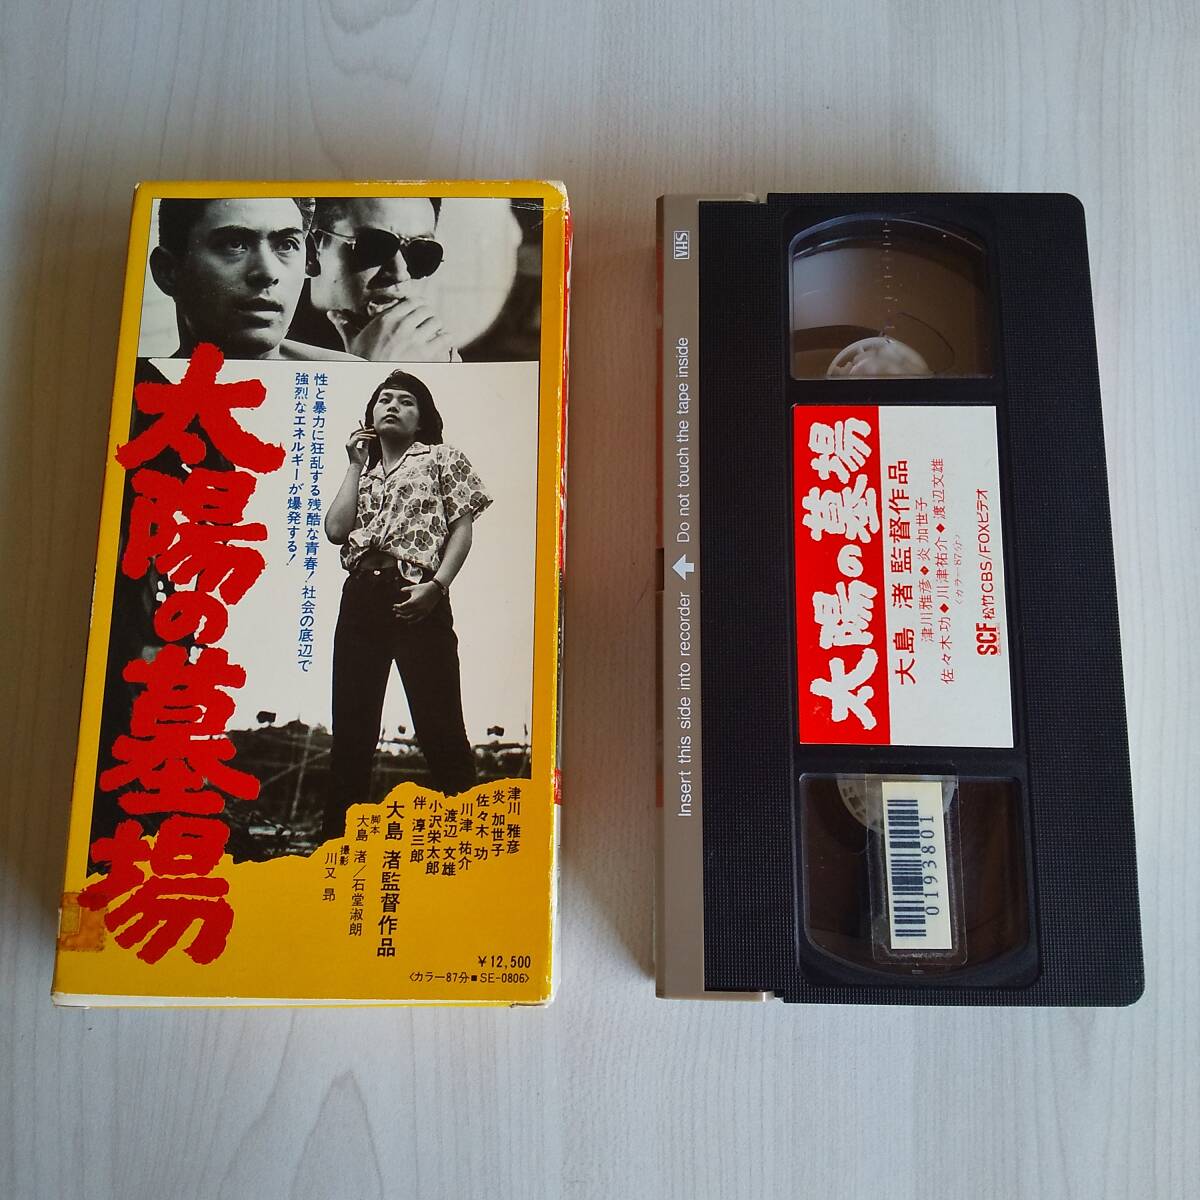 太陽の墓場
性と暴力に狂乱する残酷な青春！社会の底辺で
強烈なエネルギーが爆発する！
津川 雅彦
炎 加世子
佐々木 功
川津 祐介
渡辺 文雄
小沢栄太郎
伴 淳三郎
大島 渚監督作品
脚本
大島 渚／石堂淑朗
撮影
川又 昻
￥12,500
〈カラー87分■SE-0806〉
VHS
Insert this side into recorder ⬆ Do not touch the tape inside
太陽の墓場
大島 渚監督作品
津川雅彦◆炎 加世子
佐々木 功◆川津祐介◆渡辺文雄
〈カラー87分〉
SCF 松竹CBS/FOXビデオ
0193801